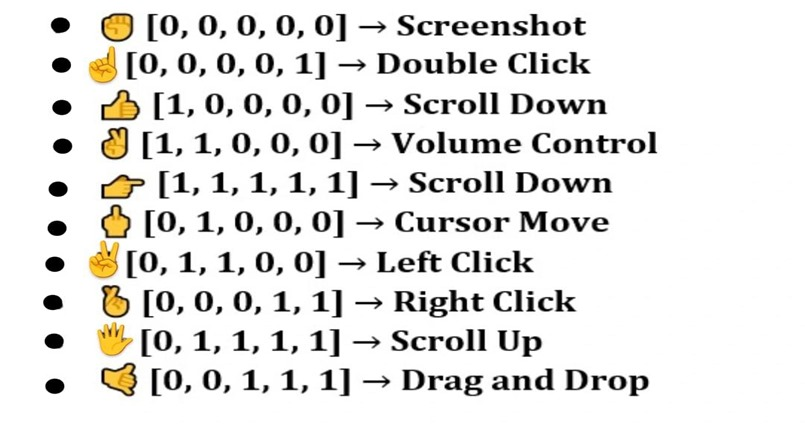 • ✊ [0, 0, 0, 0, 0] → Screenshot
• ☝ [0, 0, 0, 0, 1] → Double Click
• 👍 [1, 0, 0, 0, 0] → Scroll Down
• ✌ [1, 1, 0, 0, 0] → Volume Control
• 👉 [1, 1, 1, 1, 1] → Scroll Down
• 🖕 [0, 1, 0, 0, 0] → Cursor Move
• ✌ [0, 1, 1, 0, 0] → Left Click
• 🫰 [0, 0, 0, 1, 1] → Right Click
• 🖐 [0, 1, 1, 1, 1] → Scroll Up
• 👎 [0, 0, 1, 1, 1] → Drag and Drop